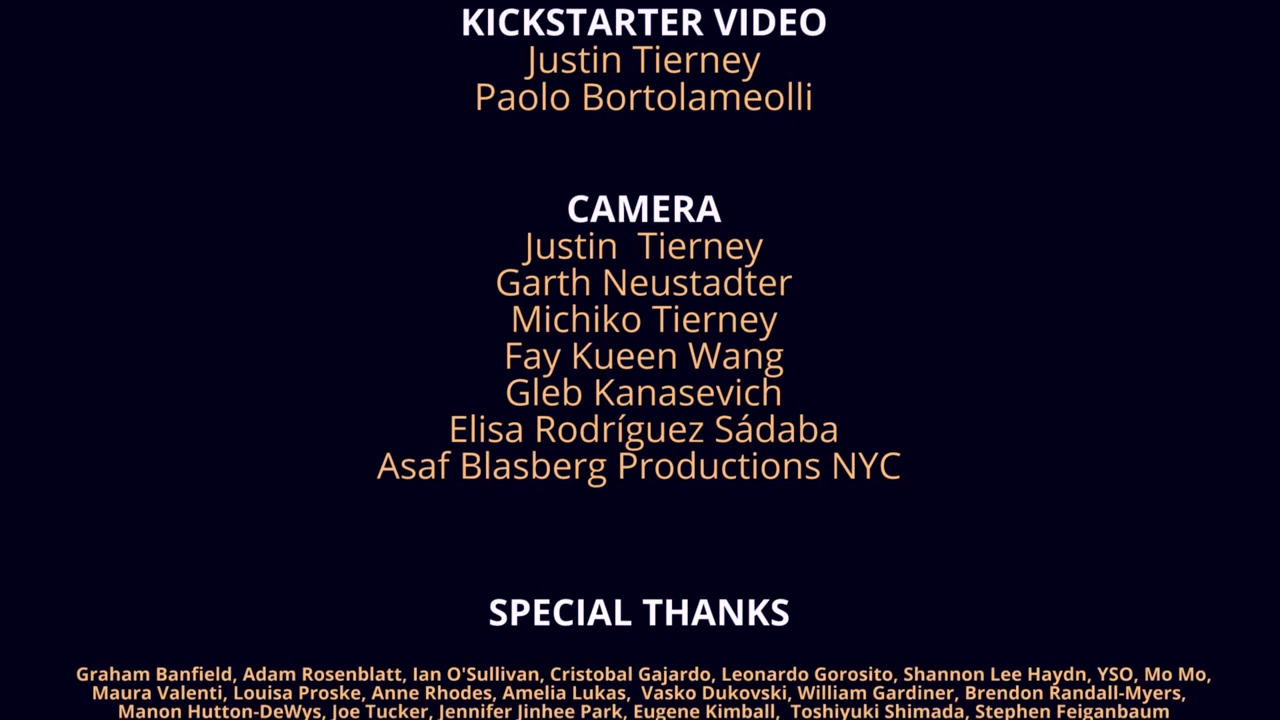 KICKSTARTER VIDEO
Justin Tierney
Paolo Bortolameolli
CAMERA
Justin  Tierney
Garth Neustadter
Michiko Tierney
Fay Kueen Wang
Gleb Kanasevich
Elisa Rodríguez Sádaba
Asaf Blasberg Productions NYC
SPECIAL THANKS
Graham Banfield, Adam Rosenblatt, Ian O'Sullivan, Cristobal Gajardo, Leonardo Gorosito, Shannon Lee Haydn, YSO, Mo Mo,
Maura Valenti, Louisa Proske, Anne Rhodes, Amelia Lukas,  Vasko Dukovski, William Gardiner, Brendon Randall-Myers,
Manon Hutton-DeWys, Joe Tucker, Jennifer Jinhee Park, Eugene Kimball,  Toshiyuki Shimada, Stephen Feiganbaum